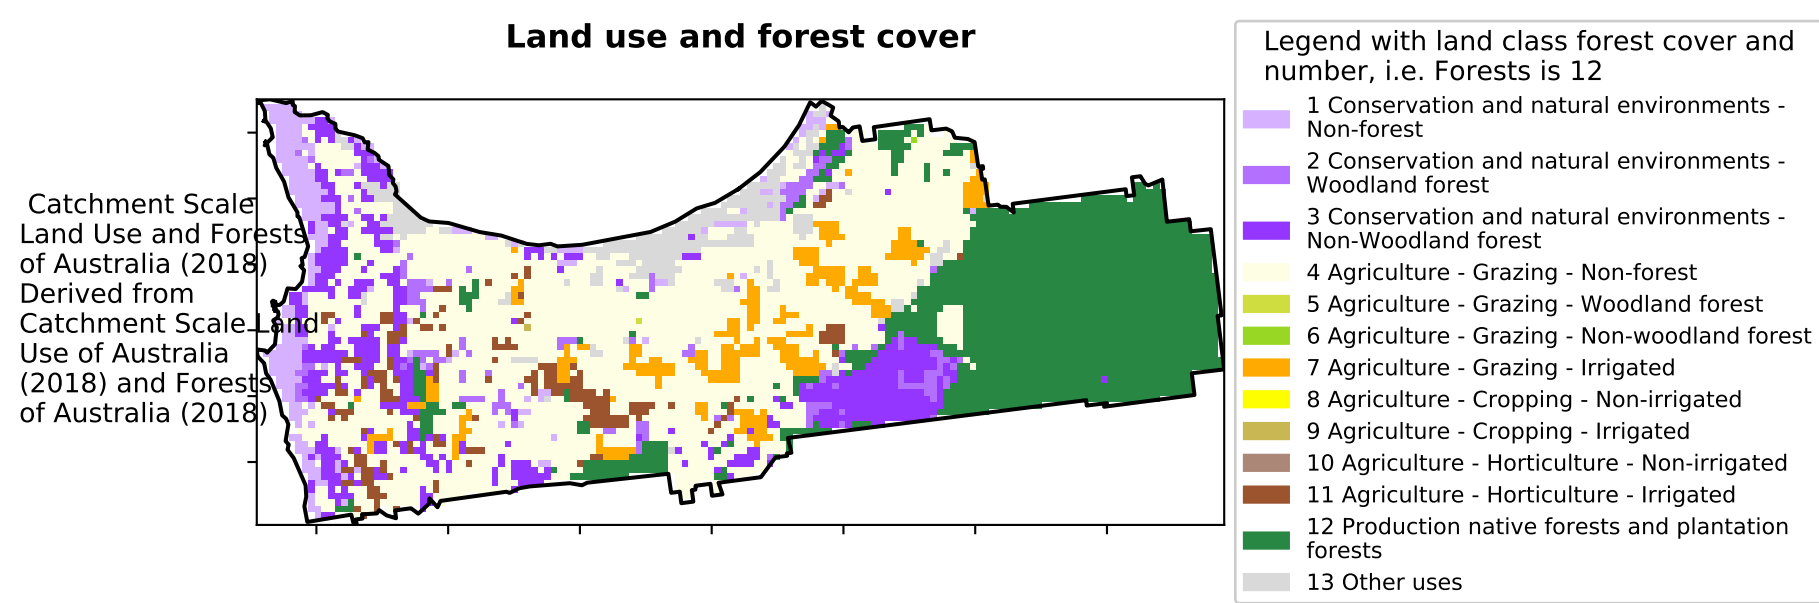 Land use and forest cover
Catchment Scale
Land Use and Forests
of Australia (2018)
Derived from
Catchment Scale Land
Use of Australia
(2018) and Forests
of Australia (2018)
Legend with land class forest cover and
number, i.e. Forests is 12
1 Conservation and natural environments -
Non-forest
2 Conservation and natural environments -
Woodland forest
3 Conservation and natural environments -
Non-Woodland forest
4 Agriculture - Grazing - Non-forest
5 Agriculture - Grazing - Woodland forest
6 Agriculture - Grazing - Non-woodland forest
7 Agriculture - Grazing - Irrigated
8 Agriculture - Cropping - Non-irrigated
9 Agriculture - Cropping - Irrigated
10 Agriculture - Horticulture - Non-irrigated
11 Agriculture - Horticulture - Irrigated
12 Production native forests and plantation
forests
13 Other uses